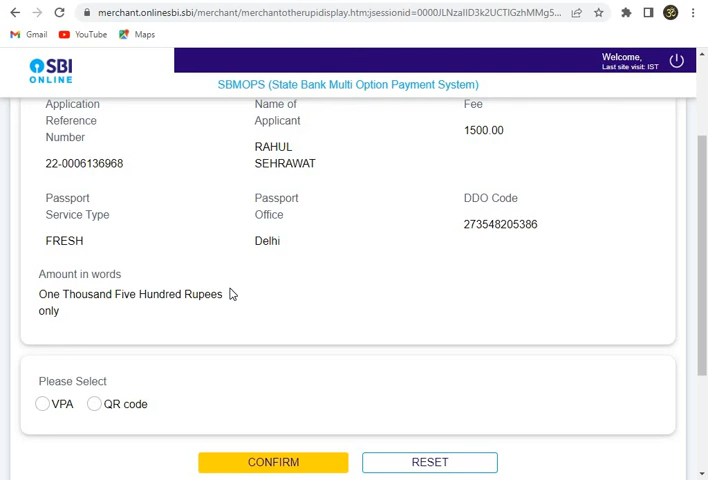 merchant.onlinesbi.sbi/merchant/merchantotherupidisplay.htm;jsessionid=0000JLNzaIlD3k2UCTlGzhMMg5...
Gmail YouTube Maps
SBI
ONLINE
Welcome,
Last site visit: IST
SBMOPS (State Bank Multi Option Payment System)
Application
Reference
Number
22-0006136968
Name of
Applicant
RAHUL
SEHRAWAT
Fee
1500.00
Passport
Service Type
FRESH
Passport
Office
Delhi
DDO Code
273548205386
Amount in words
One Thousand Five Hundred Rupees
only
Please Select
VPA QR code
CONFIRM RESET